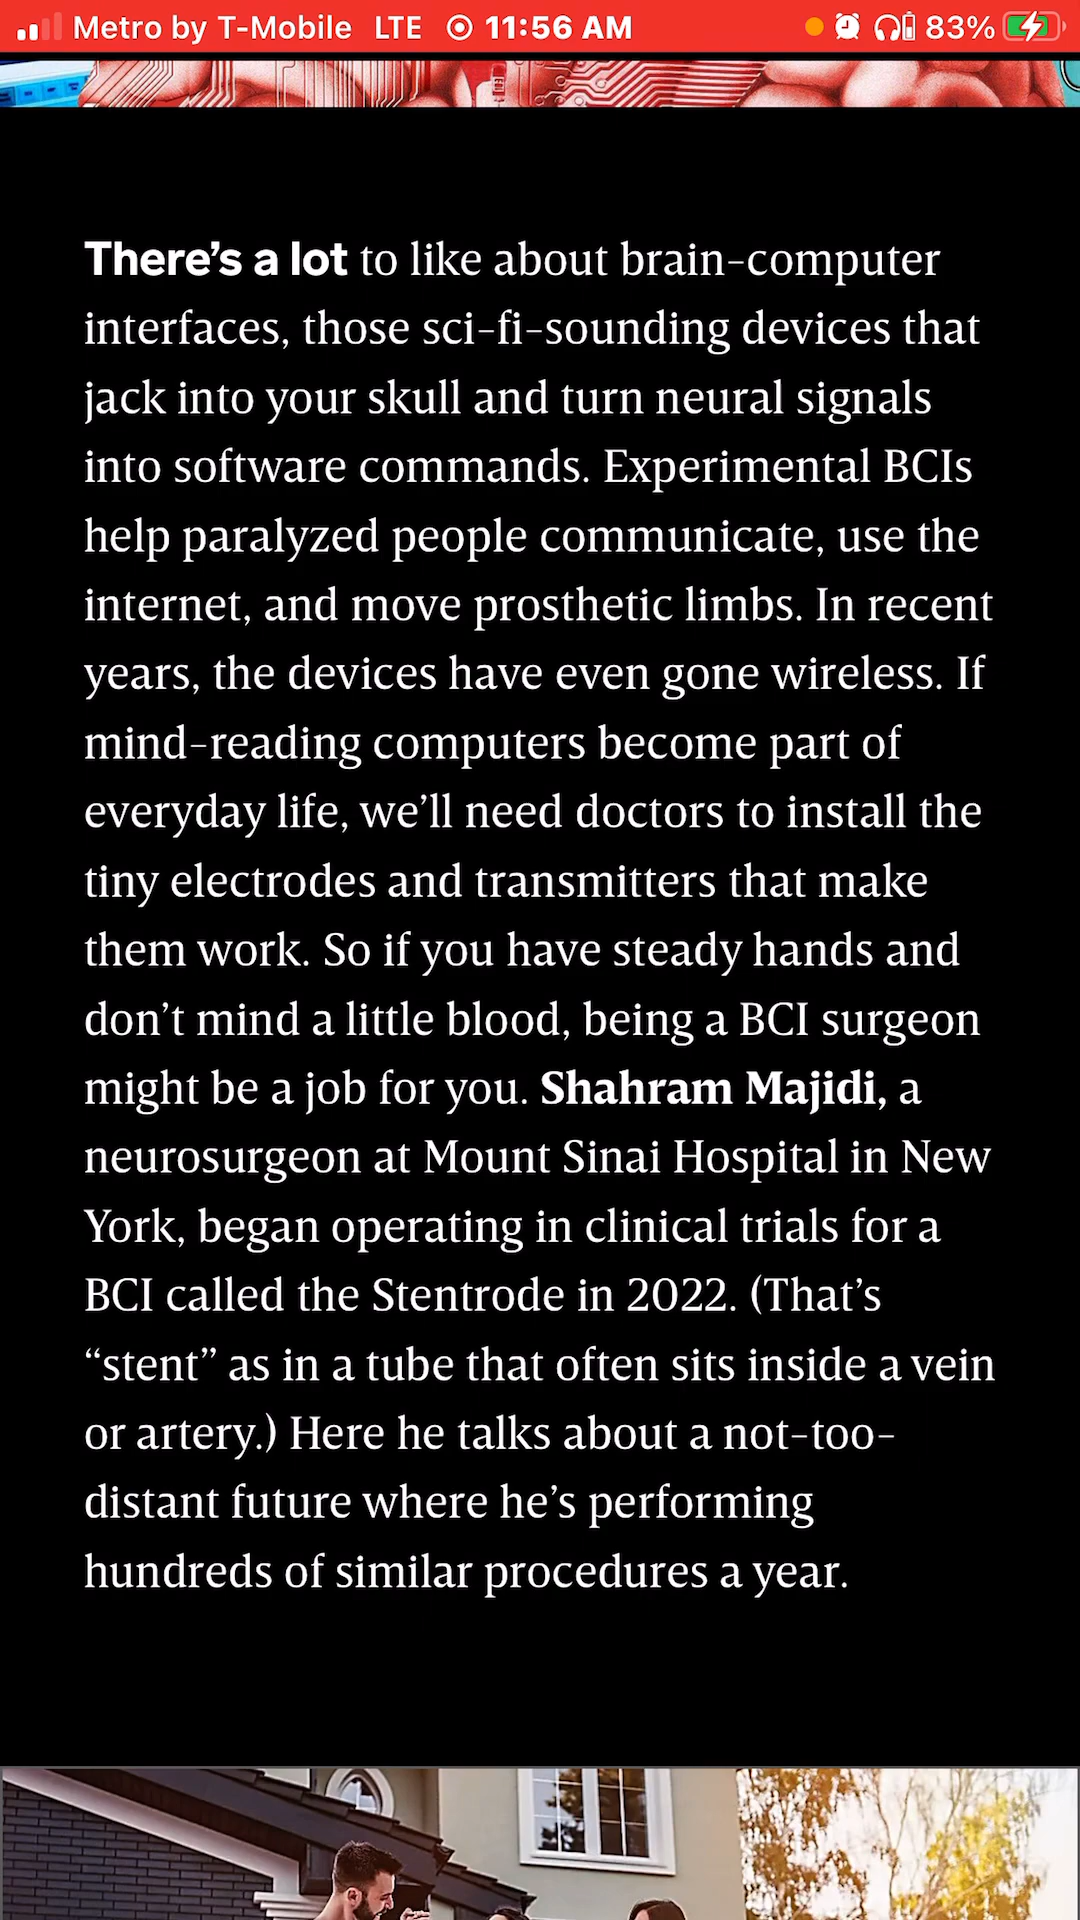 Metro by T-Mobile LTE 11:56 AM 83%
There’s a lot to like about brain-computer
interfaces, those sci-fi-sounding devices that
jack into your skull and turn neural signals
into software commands. Experimental BCIs
help paralyzed people communicate, use the
internet, and move prosthetic limbs. In recent
years, the devices have even gone wireless. If
mind-reading computers become part of
everyday life, we’ll need doctors to install the
tiny electrodes and transmitters that make
them work. So if you have steady hands and
don’t mind a little blood, being a BCI surgeon
might be a job for you. Shahram Majidi, a
neurosurgeon at Mount Sinai Hospital in New
York, began operating in clinical trials for a
BCI called the Stentrode in 2022. (That’s
“stent” as in a tube that often sits inside a vein
or artery.) Here he talks about a not-too-
distant future where he’s performing
hundreds of similar procedures a year.